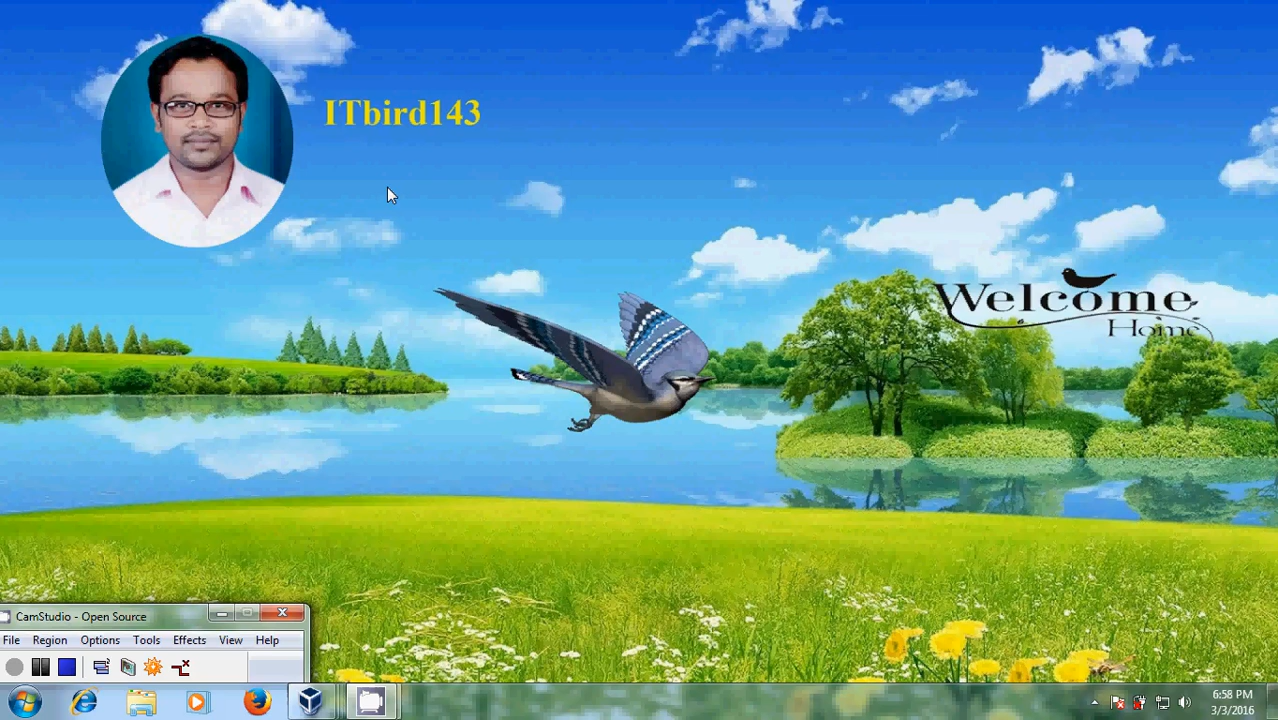 ITbird143
Welcome
Home
CamStudio - Open Source
File Region Options Tools Effects View Help
6:58 PM
3/3/2016